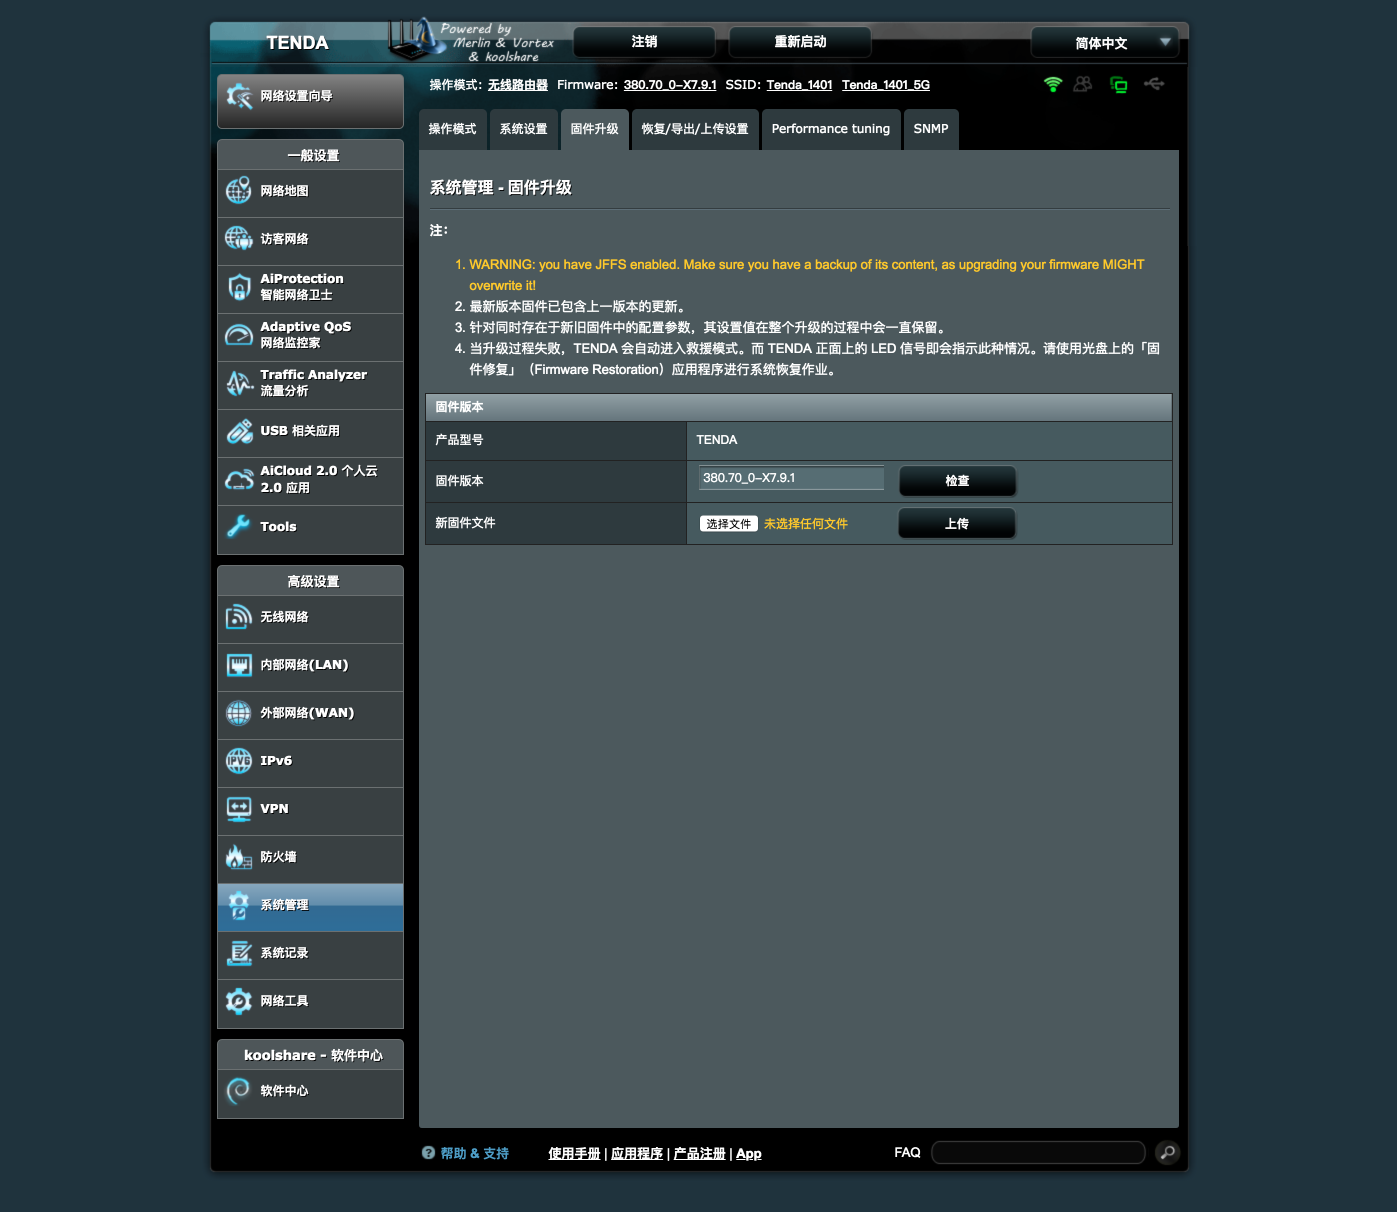 TENDA
Powered by
Merlin & Vortex
& koolshare
注销
重新启动
简体中文
操作模式: 无线路由器 Firmware: 380.70_0-X7.9.1 SSID: Tenda_1401 Tenda_1401_5G
网络设置向导
一般设置
网络地图
访客网络
AiProtection
智能网络卫士
Adaptive QoS
网络监控家
Traffic Analyzer
流量分析
USB 相关应用
AiCloud 2.0 个人云
2.0 应用
Tools
高级设置
无线网络
内部网络(LAN)
外部网络(WAN)
IPv6
VPN
防火墙
系统管理
系统记录
网络工具
koolshare - 软件中心
软件中心
操作模式 系统设置 固件升级 恢复/导出/上传设置 Performance tuning SNMP
系统管理 - 固件升级
注:
1. WARNING: you have JFFS enabled. Make sure you have a backup of its content, as upgrading your firmware MIGHT
overwrite it!
2. 最新版本固件已包含上一版本的更新。
3. 针对同时存在于新旧固件中的配置参数，其设置值在整个升级的过程中会一直保留。
4. 当升级过程失败，TENDA 会自动进入救援模式。而 TENDA 正面上的 LED 信号即会指示此种情况。请使用光盘上的「固
件修复」（Firmware Restoration）应用程序进行系统恢复作业。
固件版本
产品型号 TENDA
固件版本 380.70_0-X7.9.1 检查
新固件文件 选择文件 未选择任何文件 上传
帮助 & 支持 使用手册 | 应用程序 | 产品注册 | App FAQ